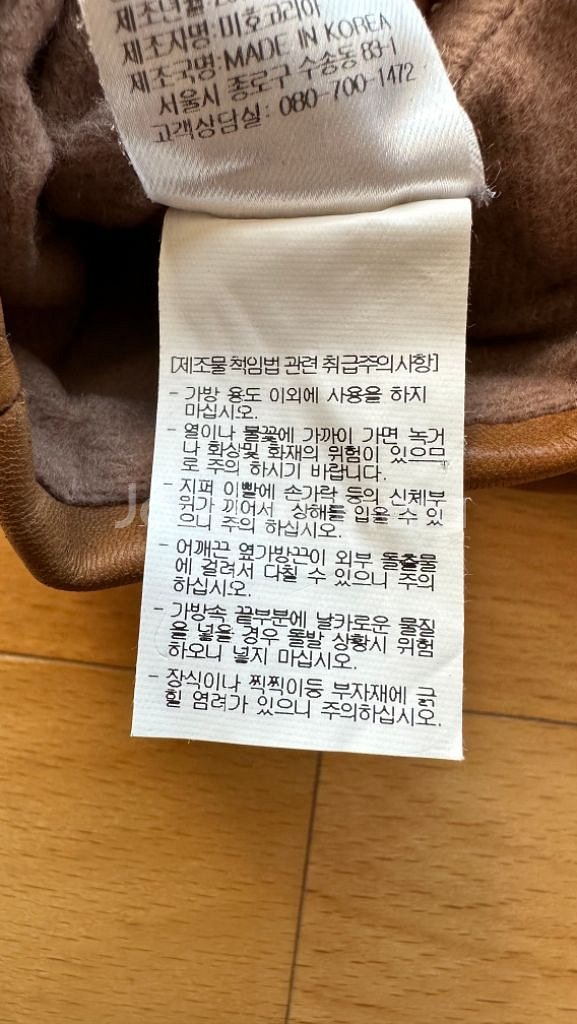 제조년월:
제조자명:미호코리아
제조국명:MADE IN KOREA
서울시 종로구 수송동 83-1
고객상담실: 080-700-1472
[제조물 책임법 관련 취급주의사항]
- 가방 용도 이외에 사용을 하지
마십시오.
- 열이나 불꽃에 가까이 가면 녹거
나 화상및 화재의 위험이 있으므
로 주의 하시기 바랍니다.
- 지퍼 이빨에 손가락 등의 신체부
위가 끼어서 상해를 입을 수 있
으니 주의 하십시오.
- 어깨끈 옆가방끈이 외부 돌출물
에 걸려서 다칠 수 있으니 주의
하십시오.
- 가방속 끝부분에 날카로운 물질
을 넣을 경우 돌발 상황시 위험
하오니 넣지 마십시오.
- 장식이나 찍찍이등 부자재에 긁
힐 염려가 있으니 주의하십시오.